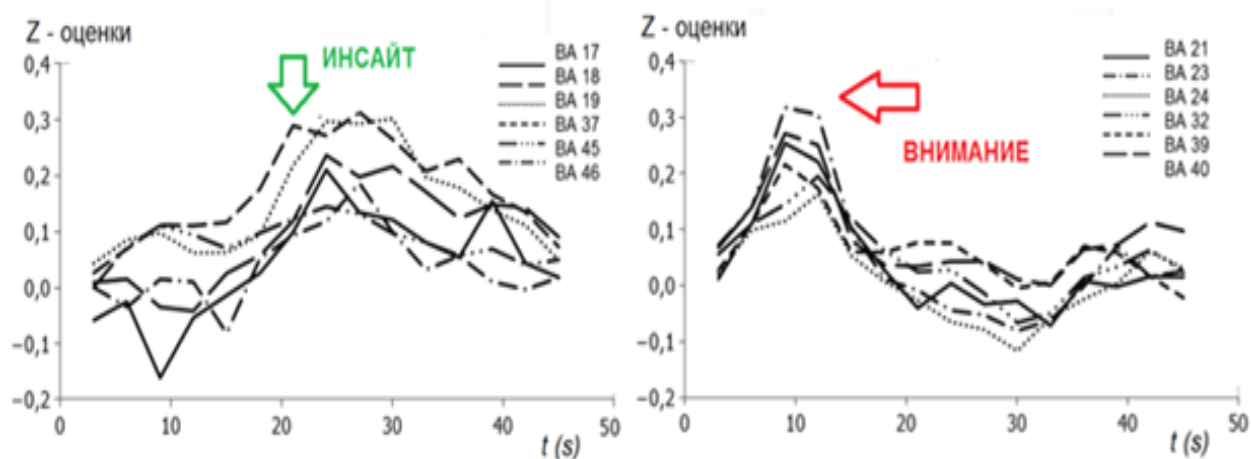 Z - оценки
0,4
0,3
0,2
0,1
0,0
−0,1
−0,2
0
10
20
30
40
50
t (s)
ИНСАЙТ
BA 17
BA 18
BA 19
BA 37
BA 45
BA 46
Z - оценки
0,4
0,3
0,2
0,1
0,0
−0,1
−0,2
0
10
20
30
40
50
t (s)
ВНИМАНИЕ
BA 21
BA 23
BA 24
BA 32
BA 39
BA 40